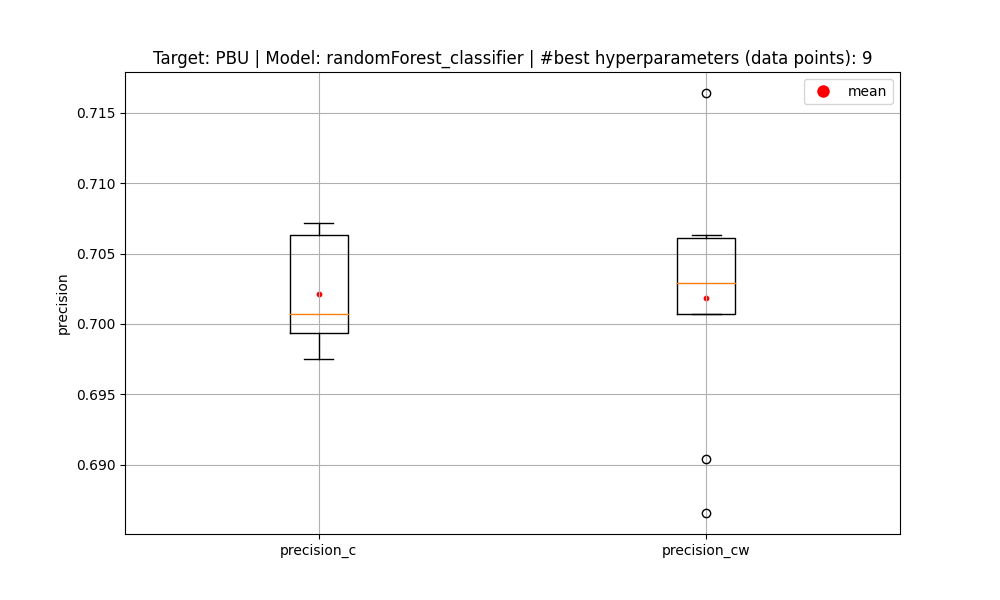 Target: PBU | Model: randomForest_classifier | #best hyperparameters (data points): 9
mean
precision
0.715
0.710
0.705
0.700
0.695
0.690
precision_c
precision_cw